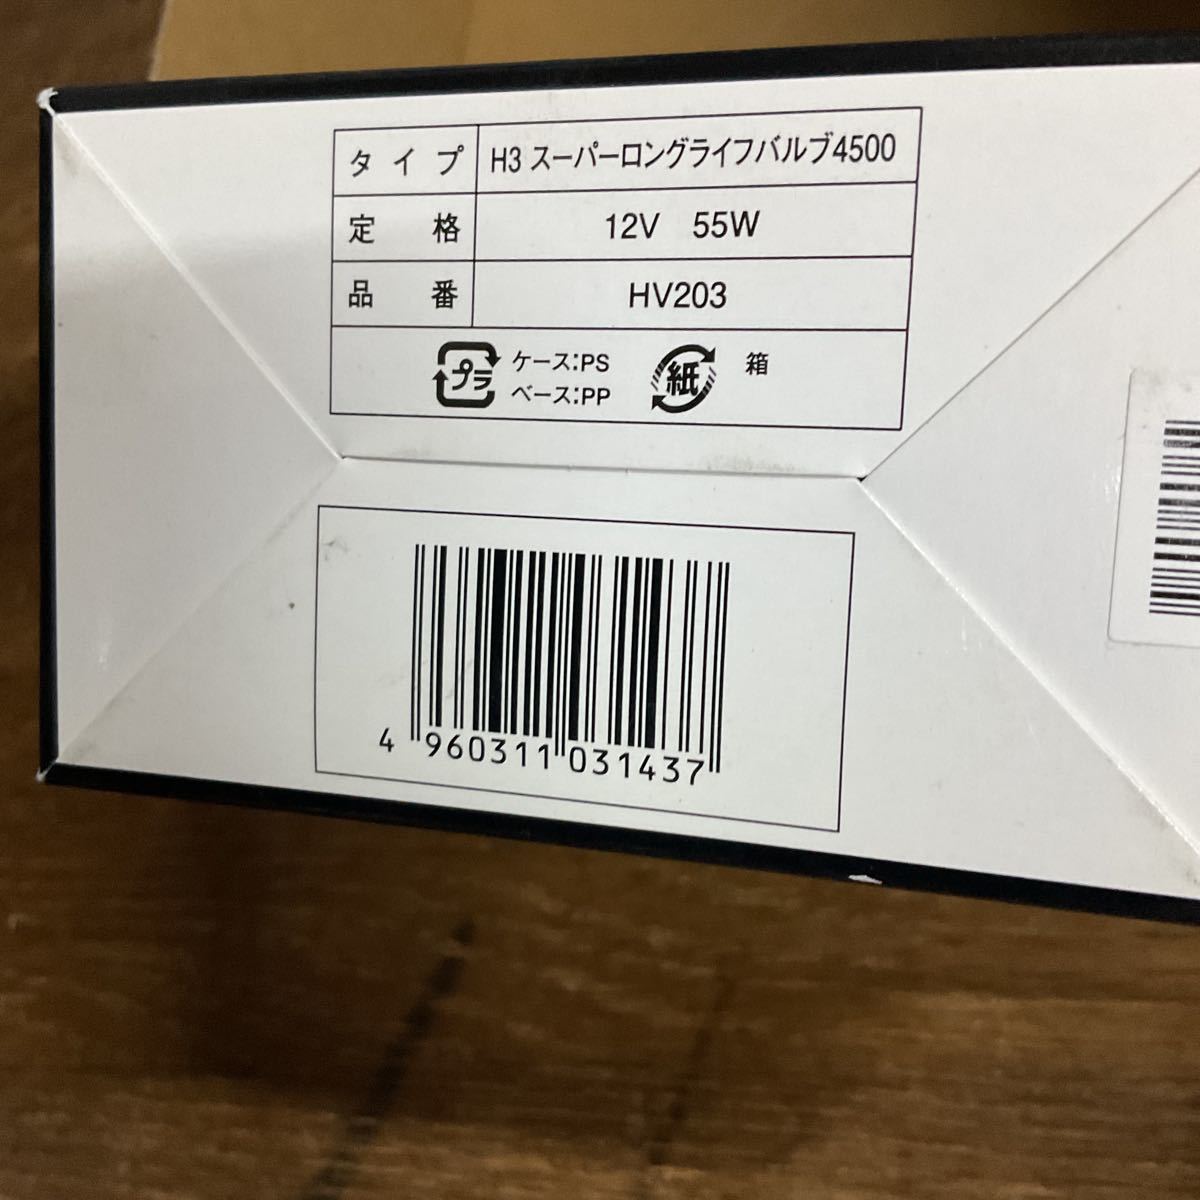 タイプ H3 スーパーロングライフバルブ4500
定格 12V 55W
品番 HV203
プラ ケース:PS 紙 箱
ベース:PP
4 960311 031437